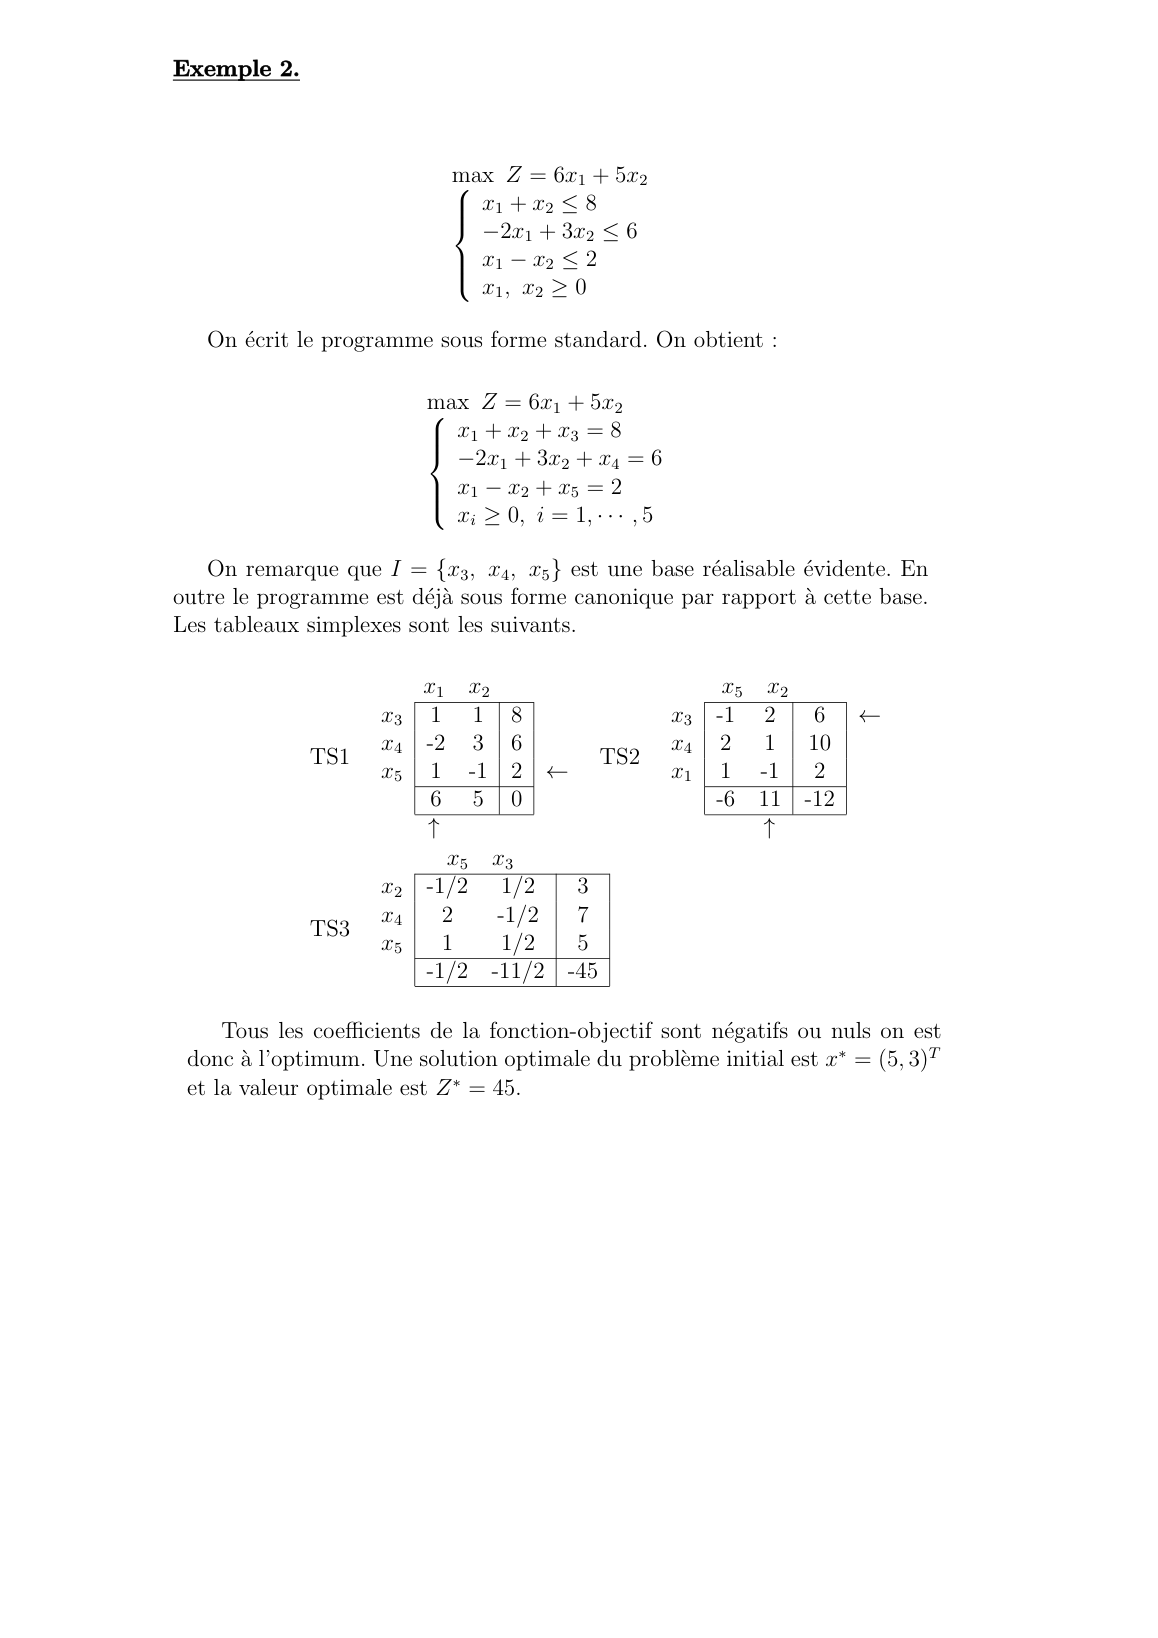 Exemple 2.
max Z = 6x₁ + 5x₂
x₁ + x₂ ≤ 8
−2x₁ + 3x₂ ≤ 6
x₁ − x₂ ≤ 2
x₁, x₂ ≥ 0
On écrit le programme sous forme standard. On obtient :
max Z = 6x₁ + 5x₂
x₁ + x₂ + x₃ = 8
−2x₁ + 3x₂ + x₄ = 6
x₁ − x₂ + x₅ = 2
xᵢ ≥ 0, i = 1, ··· , 5
On remarque que I = {x₃, x₄, x₅} est une base réalisable évidente. En
outre le programme est déjà sous forme canonique par rapport à cette base.
Les tableaux simplexes sont les suivants.
TS1
x₁ x₂
x₃ 1 1 8
x₄ -2 3 6
x₅ 1 -1 2 ←
6 5 0
↑
TS2
x₅ x₂
x₃ -1 2 6 ←
x₄ 2 1 10
x₁ 1 -1 2
-6 11 -12
↑
TS3
x₅ x₃
x₂ -1/2 1/2 3
x₄ 2 -1/2 7
x₅ 1 1/2 5
-1/2 -11/2 -45
Tous les coefficients de la fonction-objectif sont négatifs ou nuls on est
donc à l'optimum. Une solution optimale du problème initial est x* = (5, 3)ᵀ
et la valeur optimale est Z* = 45.